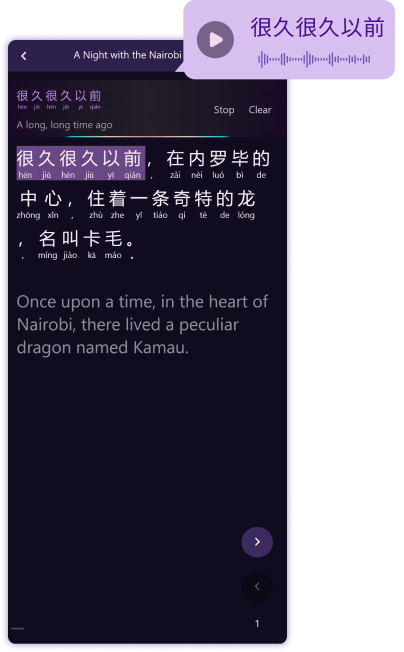 很久很久以前
A Night with the Nairobi
很久很久以前
hěn jiǔ hěn jiǔ yǐ qián
Stop Clear
A long, long time ago
很久很久以前，在内罗毕的
hěn jiǔ hěn jiǔ yǐ qián , zài nèi luó bì de
中心，住着一条奇特的龙
zhōng xīn , zhù zhe yī tiáo qí tè de lóng
，名叫卡毛。
, míng jiào kǎ máo 。
Once upon a time, in the heart of
Nairobi, there lived a peculiar
dragon named Kamau.
1